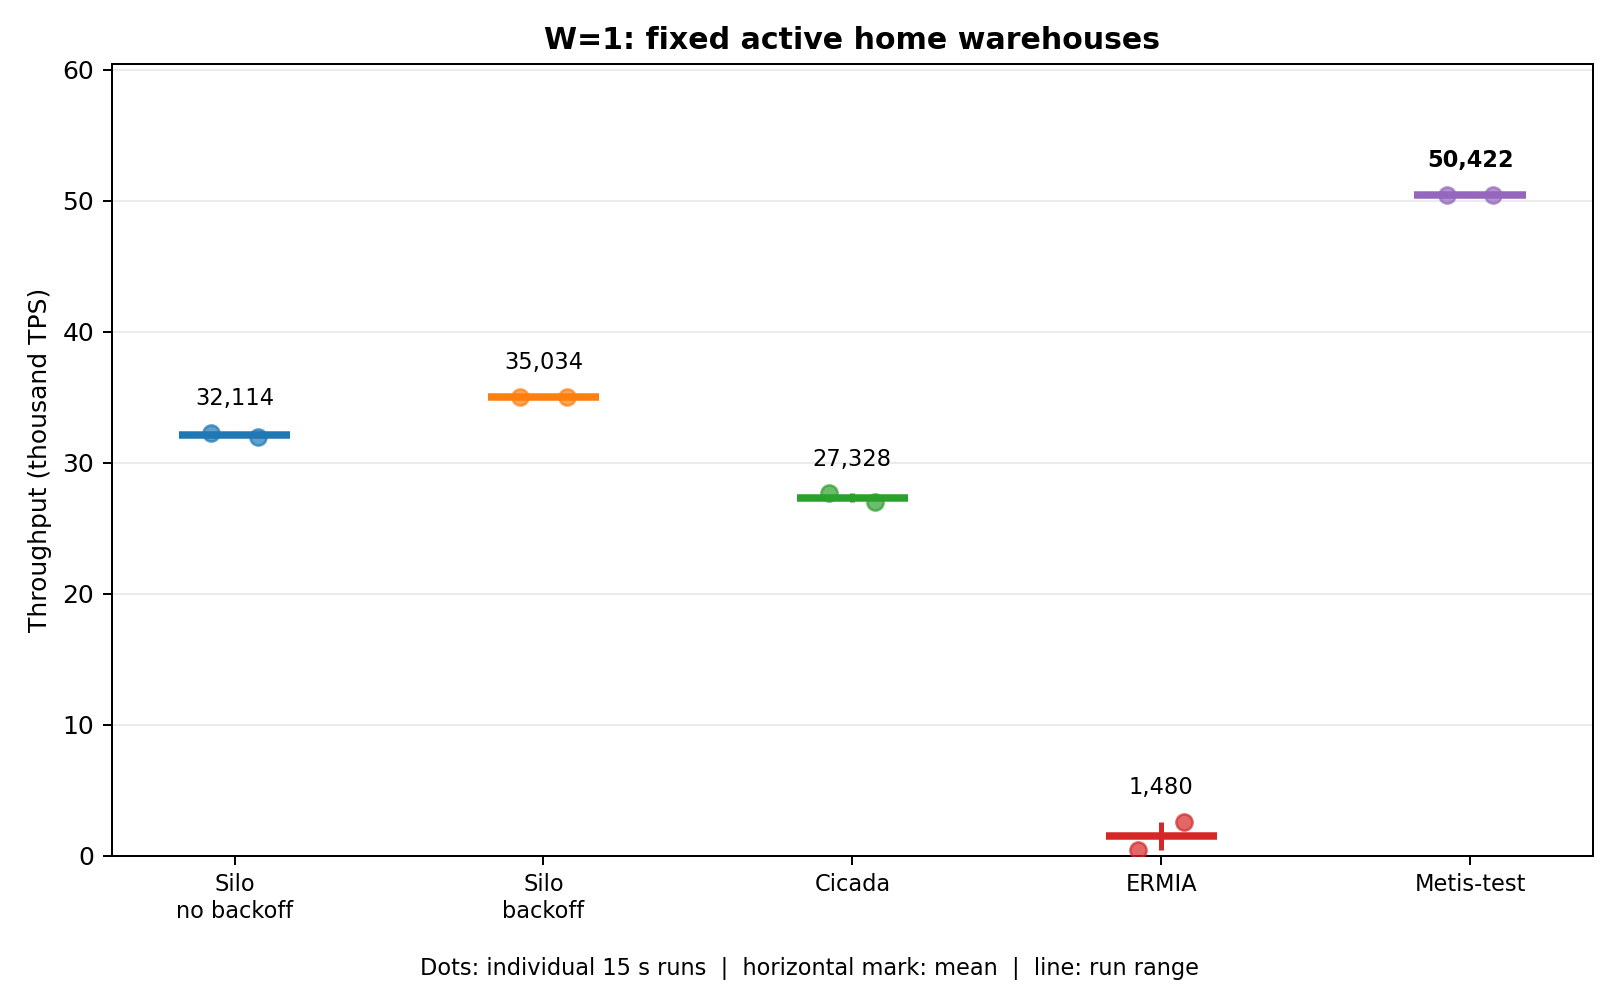 W=1: fixed active home warehouses
Throughput (thousand TPS)
60
50
40
30
20
10
0
32,114
35,034
27,328
1,480
50,422
Silo
no backoff
Silo
backoff
Cicada
ERMIA
Metis-test
Dots: individual 15 s runs | horizontal mark: mean | line: run range